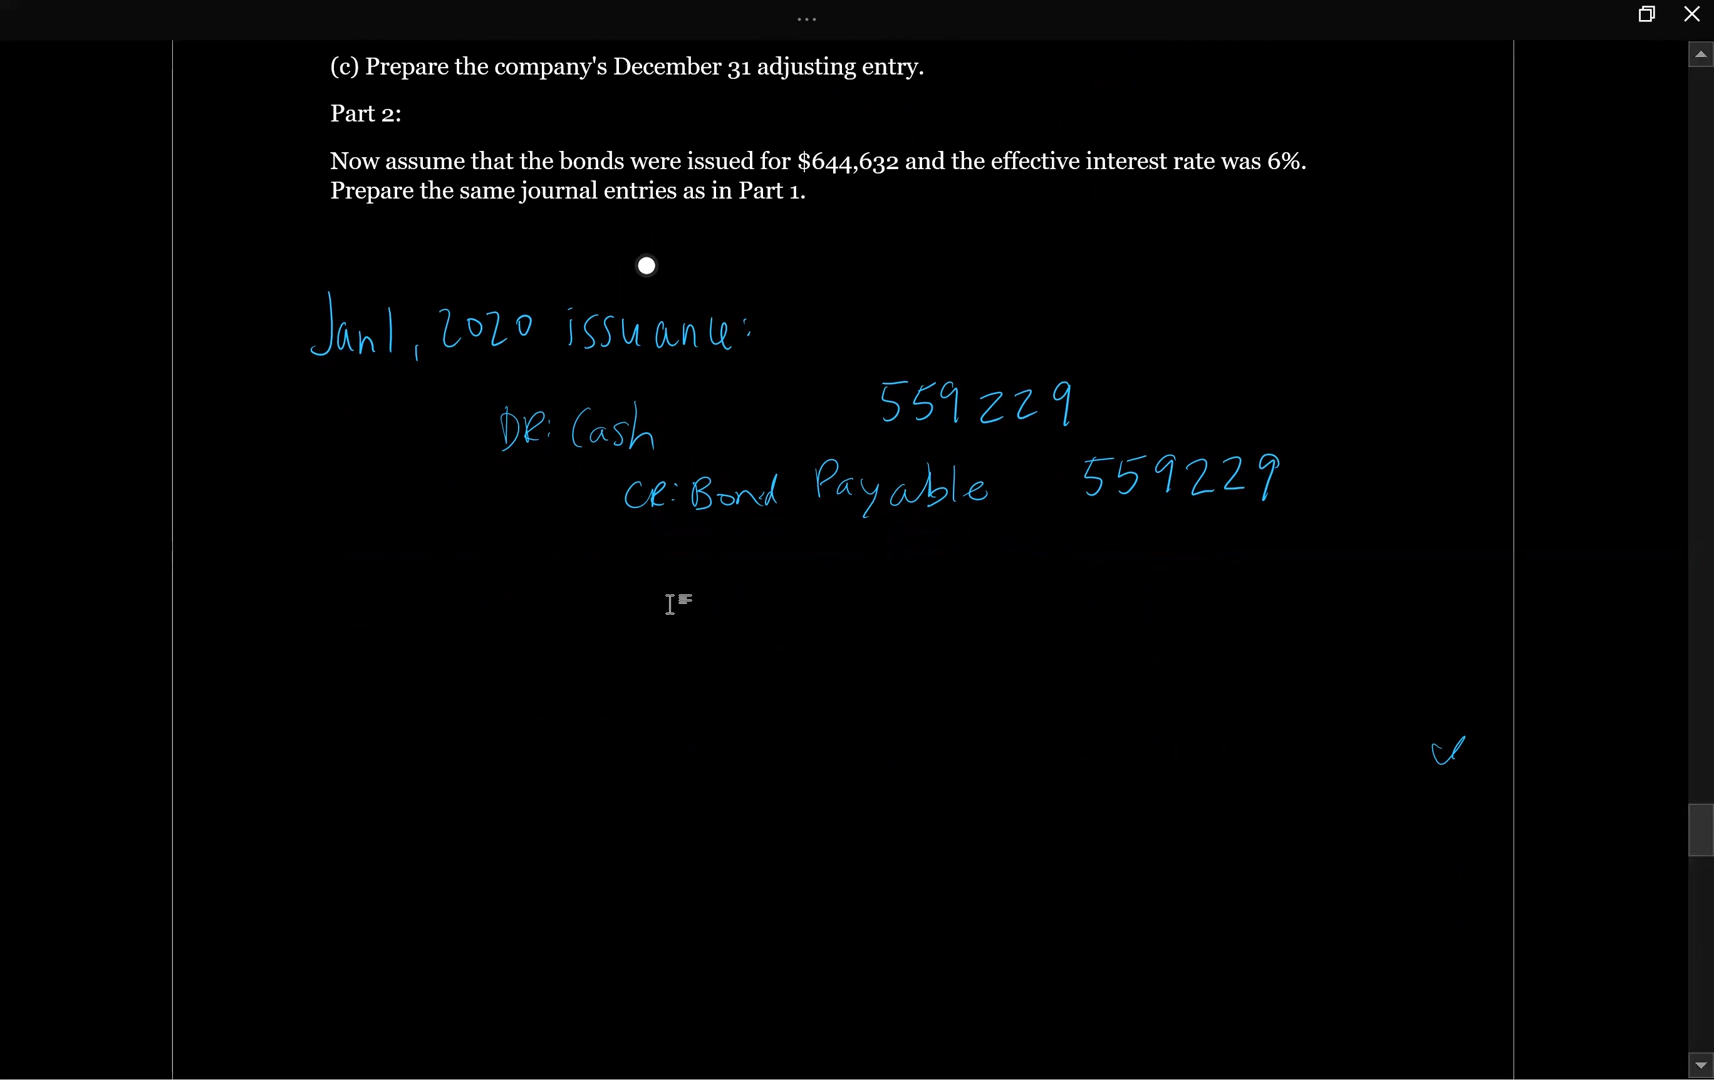 (c) Prepare the company's December 31 adjusting entry.
Part 2:
Now assume that the bonds were issued for $644,632 and the effective interest rate was 6%.
Prepare the same journal entries as in Part 1.
Jan 1, 2020 issuance:
DR: Cash 559229
CR: Bond Payable 559229